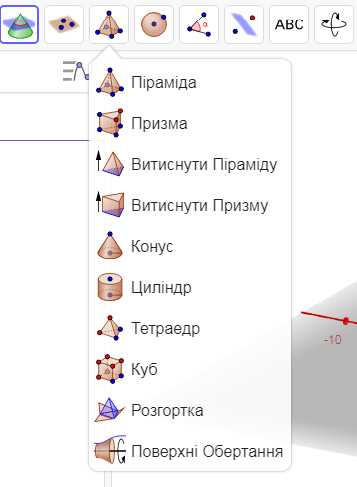 ABC
Піраміда
Призма
Витиснути Піраміду
Витиснути Призму
Конус
Циліндр
Тетраедр
Куб
Розгортка
Поверхні Обертання
-10